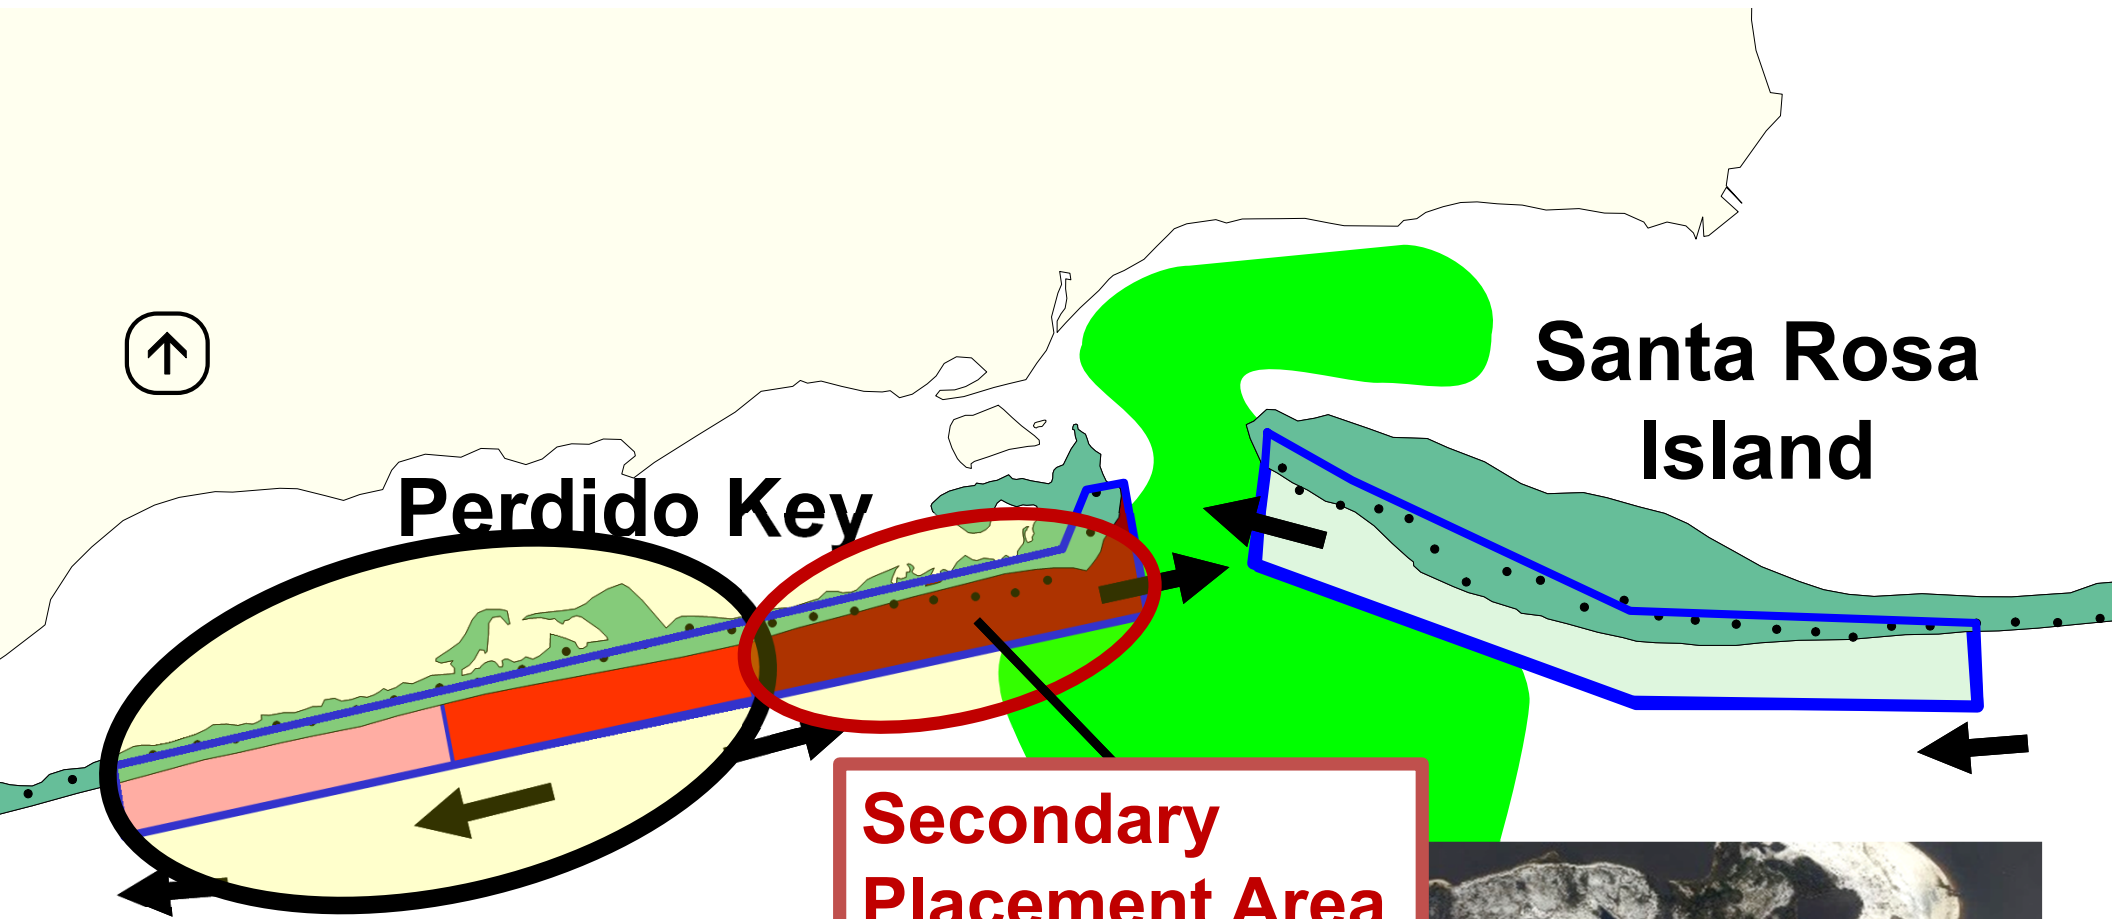 Santa Rosa
Island
Perdido Key
Secondary
Placement Area